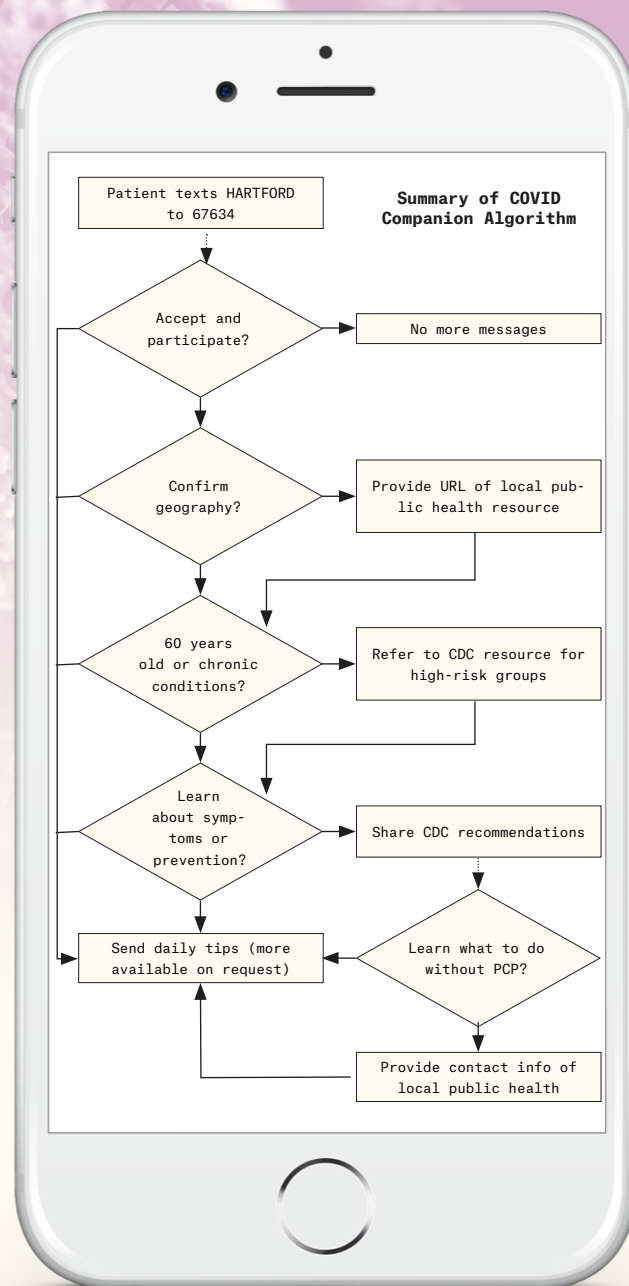 Patient texts HARTFORD
to 67634
Summary of COVID
Companion Algorithm
Accept and
participate?
No more messages
Confirm
geography?
Provide URL of local pub-
lic health resource
60 years
old or chronic
conditions?
Refer to CDC resource for
high-risk groups
Learn
about symp-
toms or
prevention?
Share CDC recommendations
Send daily tips (more
available on request)
Learn what to do
without PCP?
Provide contact info of
local public health